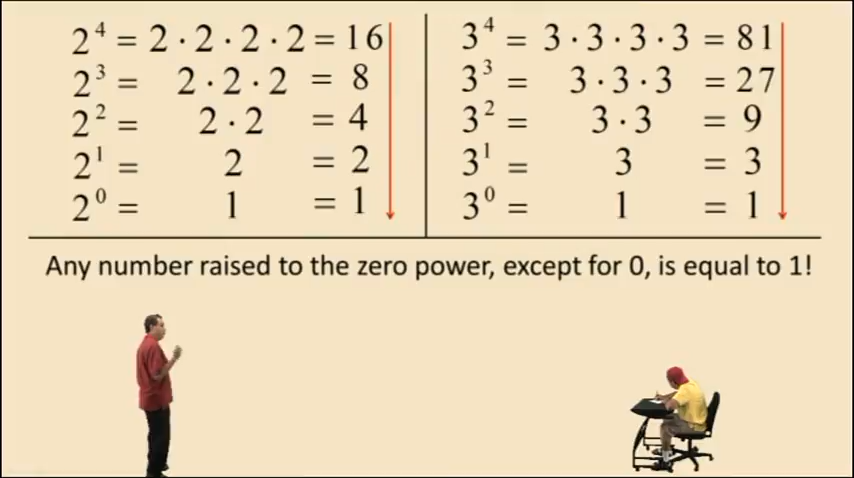 2⁴ = 2 · 2 · 2 · 2 = 16
2³ = 2 · 2 · 2 = 8
2² = 2 · 2 = 4
2¹ = 2 = 2
2⁰ = 1 = 1
3⁴ = 3 · 3 · 3 · 3 = 81
3³ = 3 · 3 · 3 = 27
3² = 3 · 3 = 9
3¹ = 3 = 3
3⁰ = 1 = 1
Any number raised to the zero power, except for 0, is equal to 1!